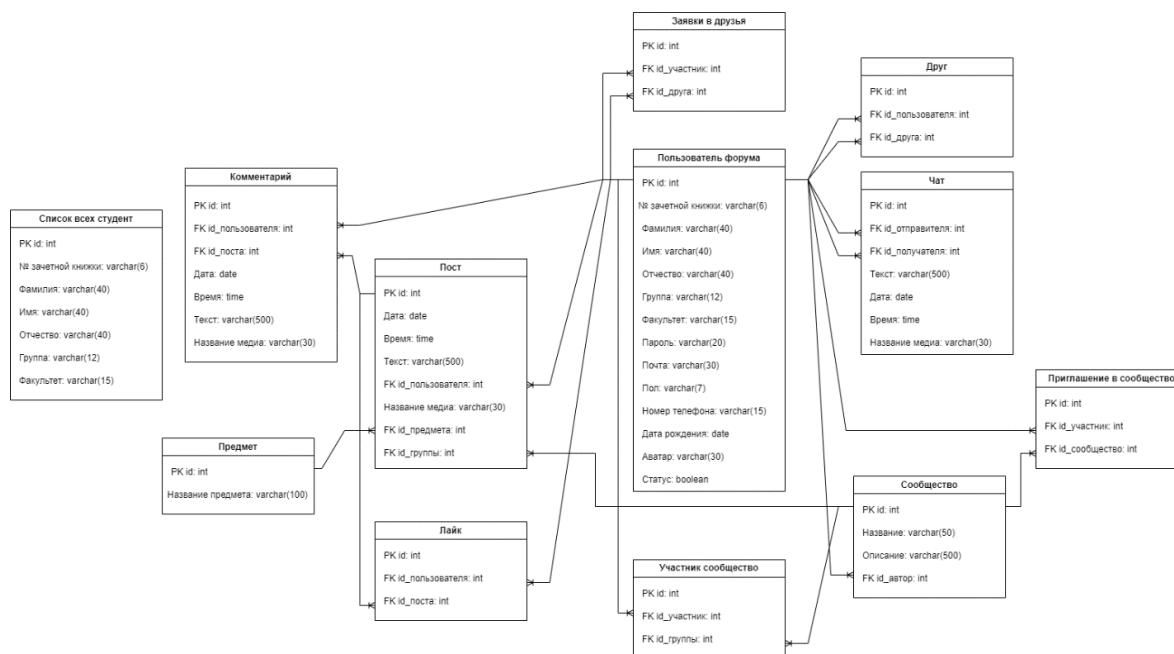 Заявки в друзья
PK id: int
FK id_участник: int
FK id_друга: int
Друг
PK id: int
FK id_пользователя: int
FK id_друга: int
Пользователь форума
PK id: int
№ зачетной книжки: varchar(6)
Фамилия: varchar(40)
Имя: varchar(40)
Отчество: varchar(40)
Группа: varchar(12)
Факультет: varchar(15)
Пароль: varchar(20)
Почта: varchar(30)
Пол: varchar(7)
Номер телефона: varchar(15)
Дата рождения: date
Аватар: varchar(30)
Статус: boolean
Чат
PK id: int
FK id_отправителя: int
FK id_получателя: int
Текст: varchar(500)
Дата: date
Время: time
Название медиа: varchar(30)
Комментарий
PK id: int
FK id_пользователя: int
FK id_поста: int
Дата: date
Время: time
Текст: varchar(500)
Название медиа: varchar(30)
Список всех студент
PK id: int
№ зачетной книжки: varchar(6)
Фамилия: varchar(40)
Имя: varchar(40)
Отчество: varchar(40)
Группа: varchar(12)
Факультет: varchar(15)
Пост
PK id: int
Дата: date
Время: time
Текст: varchar(500)
FK id_пользователя: int
Название медиа: varchar(30)
FK id_предмета: int
FK id_группы: int
Приглашение в сообщество
PK id: int
FK id_участник: int
FK id_сообщество: int
Предмет
PK id: int
Название предмета: varchar(100)
Сообщество
PK id: int
Название: varchar(50)
Описание: varchar(500)
FK id_автор: int
Лайк
PK id: int
FK id_пользователя: int
FK id_поста: int
Участник сообщество
PK id: int
FK id_участник: int
FK id_группы: int